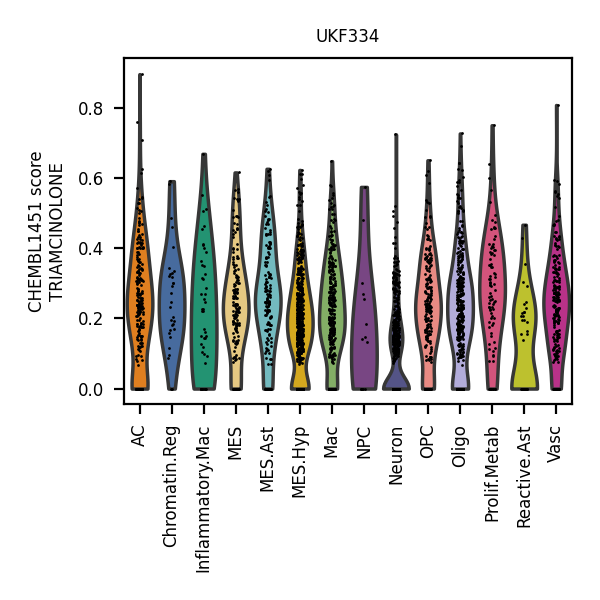 UKF334
CHEMBL1451 score
TRIAMCINOLONE
0.8
0.6
0.4
0.2
0.0
AC
Chromatin.Reg
Inflammatory.Mac
MES
MES.Ast
MES.Hyp
Mac
NPC
Neuron
OPC
Oligo
Prolif.Metab
Reactive.Ast
Vasc